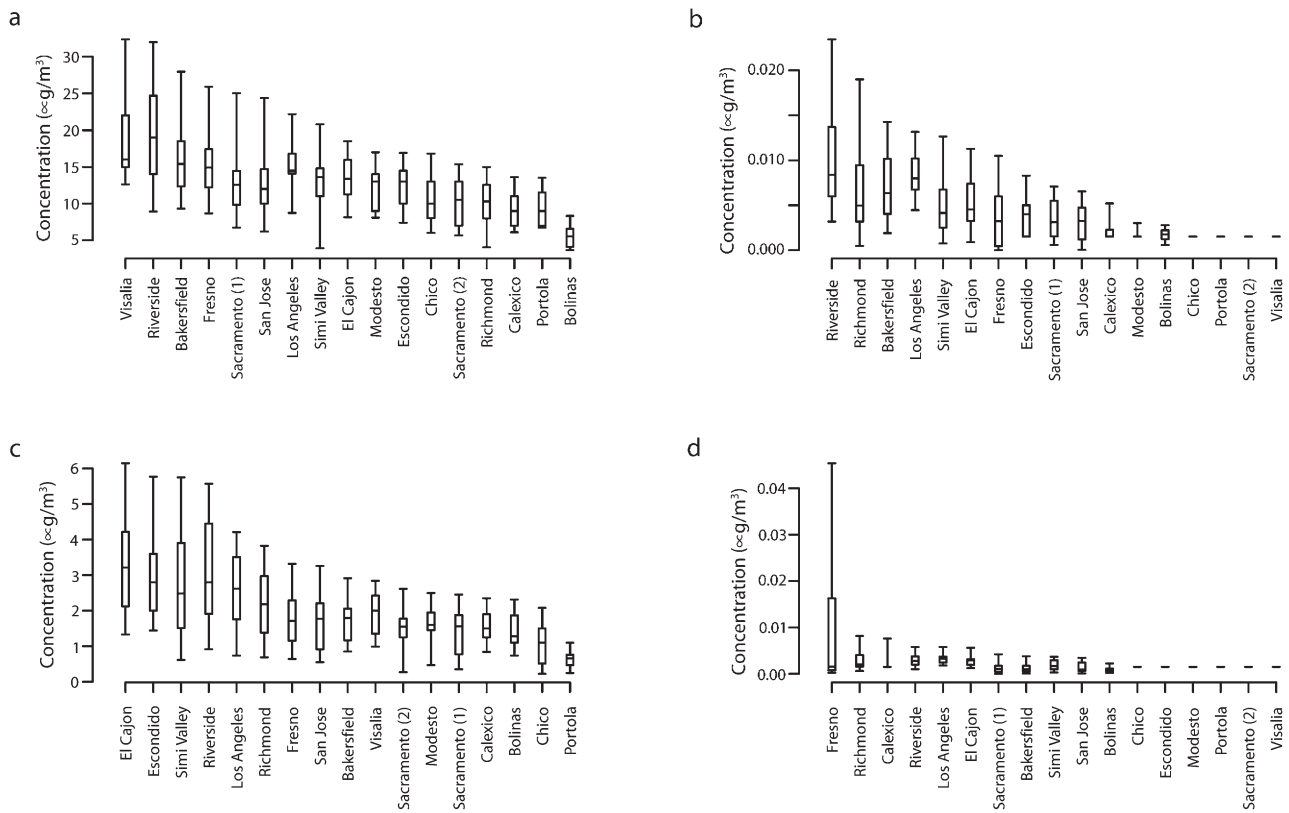 a
Concentration (∝g/m³)
30
25
20
15
10
5
Visalia
Riverside
Bakersfield
Fresno
Sacramento (1)
San Jose
Los Angeles
Simi Valley
El Cajon
Modesto
Escondido
Chico
Sacramento (2)
Richmond
Calexico
Portola
Bolinas
b
Concentration (∝g/m³)
0.020
0.010
0.000
Riverside
Richmond
Bakersfield
Los Angeles
Simi Valley
El Cajon
Fresno
Escondido
Sacramento (1)
San Jose
Calexico
Modesto
Bolinas
Chico
Portola
Sacramento (2)
Visalia
c
Concentration (∝g/m³)
6
5
4
3
2
1
0
El Cajon
Escondido
Simi Valley
Riverside
Los Angeles
Richmond
Fresno
San Jose
Bakersfield
Visalia
Sacramento (2)
Modesto
Sacramento (1)
Calexico
Bolinas
Chico
Portola
d
Concentration (∝g/m³)
0.04
0.03
0.02
0.01
0.00
Fresno
Richmond
Calexico
Riverside
Los Angeles
El Cajon
Sacramento (1)
Bakersfield
Simi Valley
San Jose
Bolinas
Chico
Escondido
Modesto
Portola
Sacramento (2)
Visalia